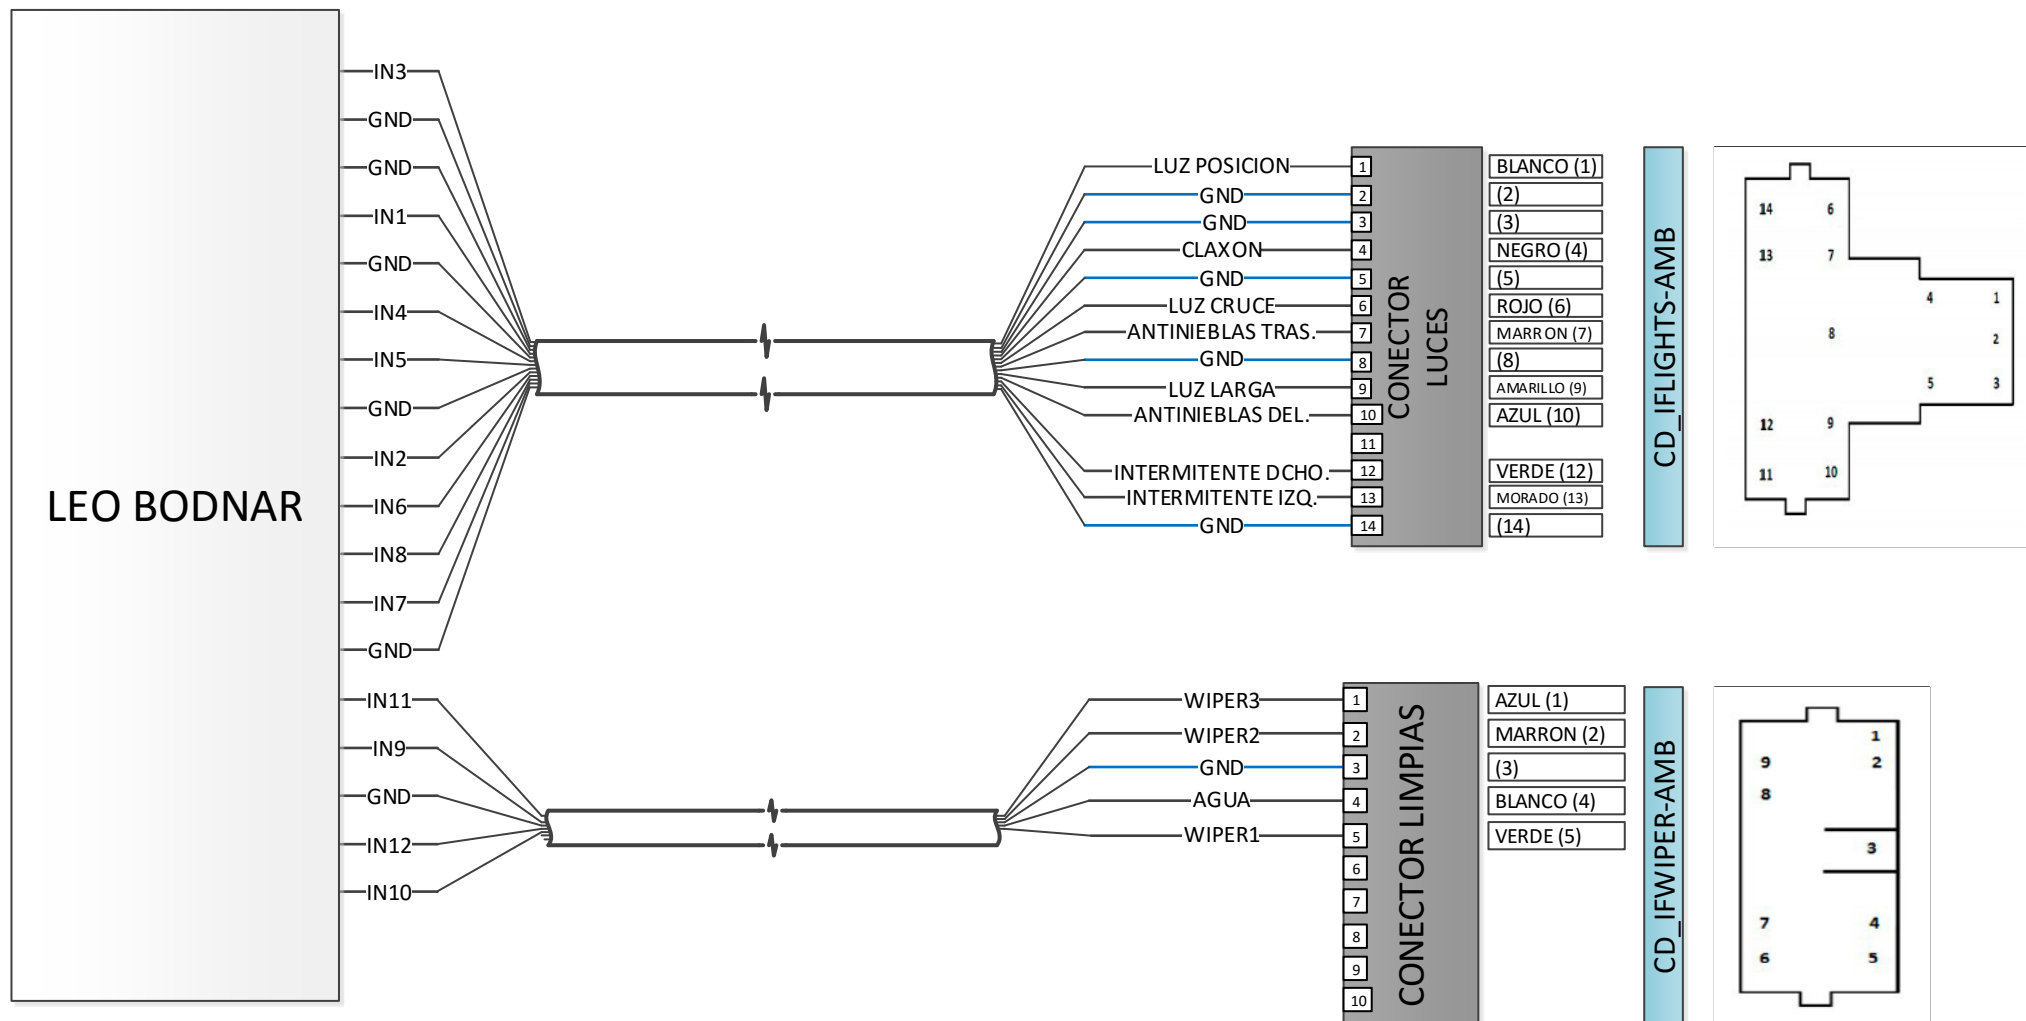 LEO BODNAR
IN3
GND
GND
IN1
GND
IN4
IN5
GND
IN2
IN6
IN8
IN7
GND
IN11
IN9
GND
IN12
IN10
LUZ POSICION 1 BLANCO (1)
GND 2 (2)
GND 3 (3)
CLAXON 4 NEGRO (4)
GND 5 (5)
LUZ CRUCE 6 ROJO (6)
ANTINIEBLAS TRAS. 7 MARRON (7)
GND 8 (8)
LUZ LARGA 9 AMARILLO (9)
ANTINIEBLAS DEL. 10 AZUL (10)
11
INTERMITENTE DCHO. 12 VERDE (12)
INTERMITENTE IZQ. 13 MORADO (13)
GND 14 (14)
CONECTOR
LUCES
CD_IFLIGHTS-AMB
14 6
13 7
4 1
8 2
5 3
12 9
11 10
WIPER3 1 AZUL (1)
WIPER2 2 MARRON (2)
GND 3 (3)
AGUA 4 BLANCO (4)
WIPER1 5 VERDE (5)
6
7
8
9
10
CONECTOR LIMPIAS
CD_IFWIPER-AMB
1
9 2
8
3
7 4
6 5